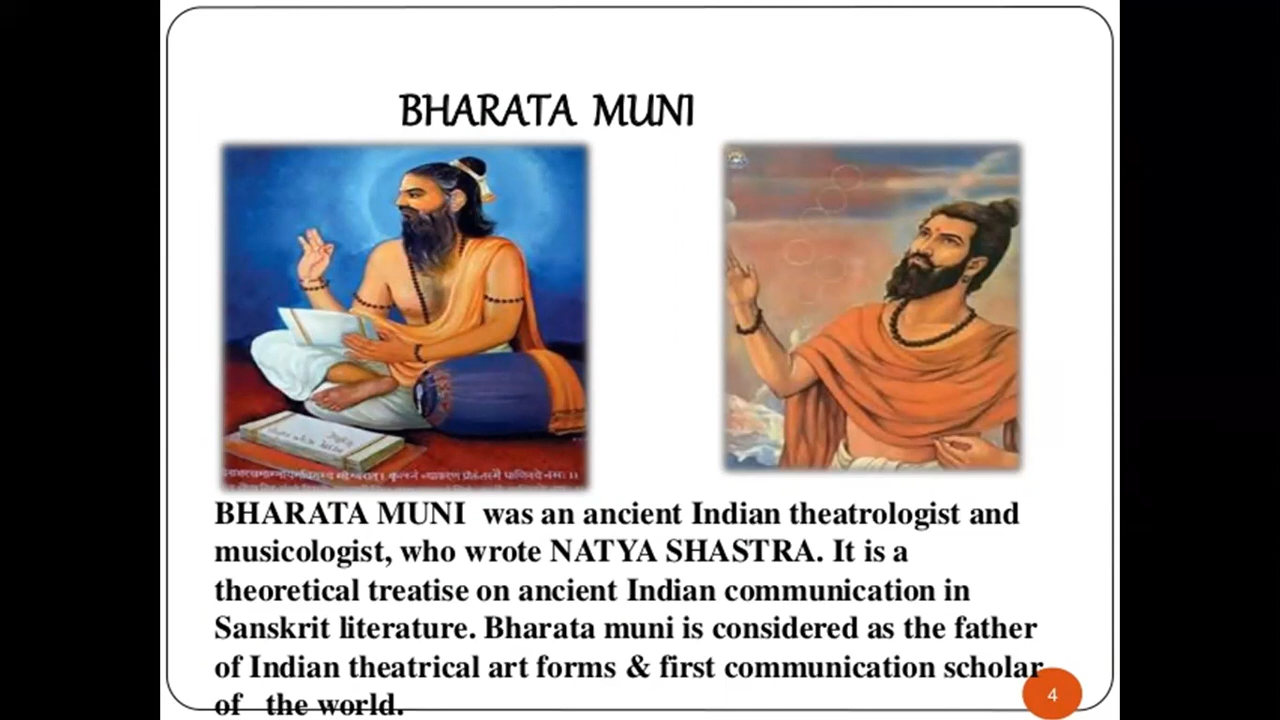 BHARATA MUNI
BHARATA MUNI was an ancient Indian theatrologist and
musicologist, who wrote NATYA SHASTRA. It is a
theoretical treatise on ancient Indian communication in
Sanskrit literature. Bharata muni is considered as the father
of Indian theatrical art forms & first communication scholar
of the world.
4